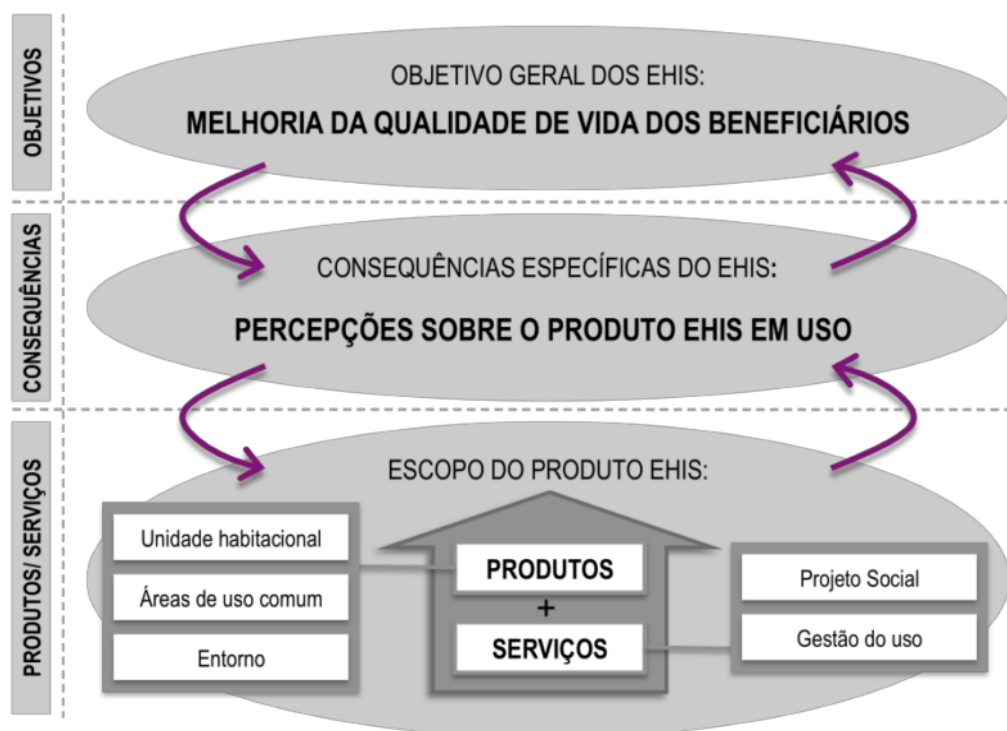 OBJETIVOS
OBJETIVO GERAL DOS EHIS:
MELHORIA DA QUALIDADE DE VIDA DOS BENEFICIÁRIOS
CONSEQUÊNCIAS
CONSEQUÊNCIAS ESPECÍFICAS DO EHIS:
PERCEPÇÕES SOBRE O PRODUTO EHIS EM USO
PRODUTOS/ SERVIÇOS
ESCOPO DO PRODUTO EHIS:
Unidade habitacional
Áreas de uso comum
Entorno
PRODUTOS
+
SERVIÇOS
Projeto Social
Gestão do uso